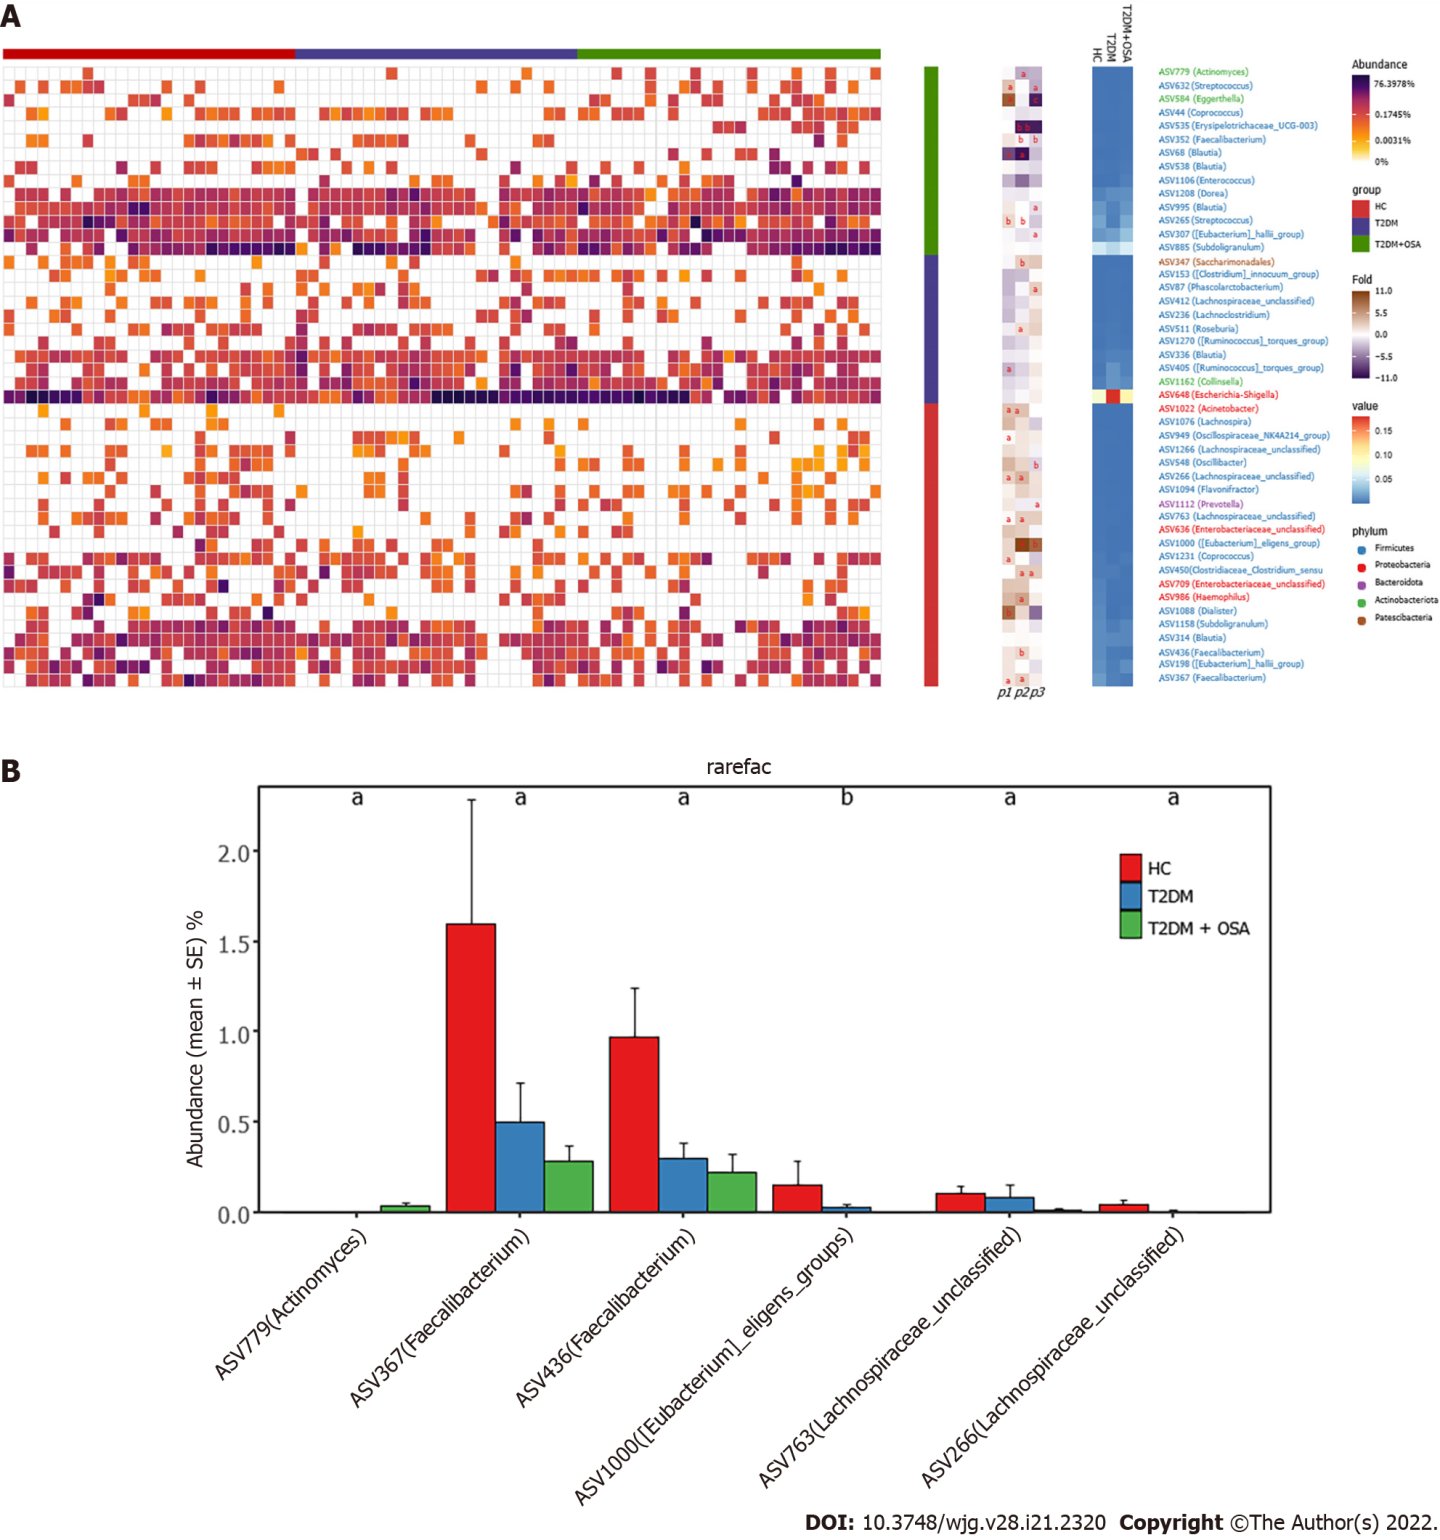 A
HC
T2DM
T2DM+OSA
ASV779 (Actinomyces)
ASV632 (Streptococcus)
ASV584 (Eggerthella)
ASV44 (Coprococcus)
ASV535 (Erysipelotrichaceae_UCG-003)
ASV352 (Faecalibacterium)
ASV68 (Blautia)
ASV538 (Blautia)
ASV1106 (Enterococcus)
ASV1208 (Dorea)
ASV995 (Blautia)
ASV265 (Streptococcus)
ASV307 ([Eubacterium]_hallii_group)
ASV885 (Subdoligranulum)
ASV347 (Saccharimonadales)
ASV153 ([Clostridium]_innocuum_group)
ASV87 (Phascolarctobacterium)
ASV412 (Lachnospiraceae_unclassified)
ASV236 (Lachnoclostridium)
ASV511 (Roseburia)
ASV1270 ([Ruminococcus]_torques_group)
ASV336 (Blautia)
ASV405 ([Ruminococcus]_torques_group)
ASV1162 (Collinsella)
ASV648 (Escherichia-Shigella)
ASV1022 (Acinetobacter)
ASV1076 (Lachnospira)
ASV949 (Oscillospiraceae_NK4A214_group)
ASV1266 (Lachnospiraceae_unclassified)
ASV548 (Oscillibacter)
ASV266 (Lachnospiraceae_unclassified)
ASV1094 (Flavonifractor)
ASV1112 (Prevotella)
ASV763 (Lachnospiraceae_unclassified)
ASV636 (Enterobacteriaceae_unclassified)
ASV1000 ([Eubacterium]_eligens_group)
ASV1231 (Coprococcus)
ASV450(Clostridiaceae_Clostridium_sensu
ASV709 (Enterobacteriaceae_unclassified)
ASV986 (Haemophilus)
ASV1088 (Dialister)
ASV1158 (Subdoligranulum)
ASV314 (Blautia)
ASV436 (Faecalibacterium)
ASV198 ([Eubacterium]_hallii_group)
ASV367 (Faecalibacterium)
p1 p2 p3
Abundance
76.3978%
0.1745%
0.0031%
0%
group
HC
T2DM
T2DM+OSA
Fold
11.0
5.5
0.0
−5.5
−11.0
value
0.15
0.10
0.05
phylum
Firmicutes
Proteobacteria
Bacteroidota
Actinobacteriota
Patescibacteria
B
rarefac
a a a b a a
Abundance (mean ± SE) %
2.0
1.5
1.0
0.5
0.0
HC
T2DM
T2DM + OSA
ASV779(Actinomyces)
ASV367(Faecalibacterium)
ASV436(Faecalibacterium)
ASV1000([Eubacterium]_eligens_groups)
ASV763(Lachnospiraceae_unclassified)
ASV266(Lachnospiraceae_unclassified)
DOI: 10.3748/wjg.v28.i21.2320 Copyright ©The Author(s) 2022.